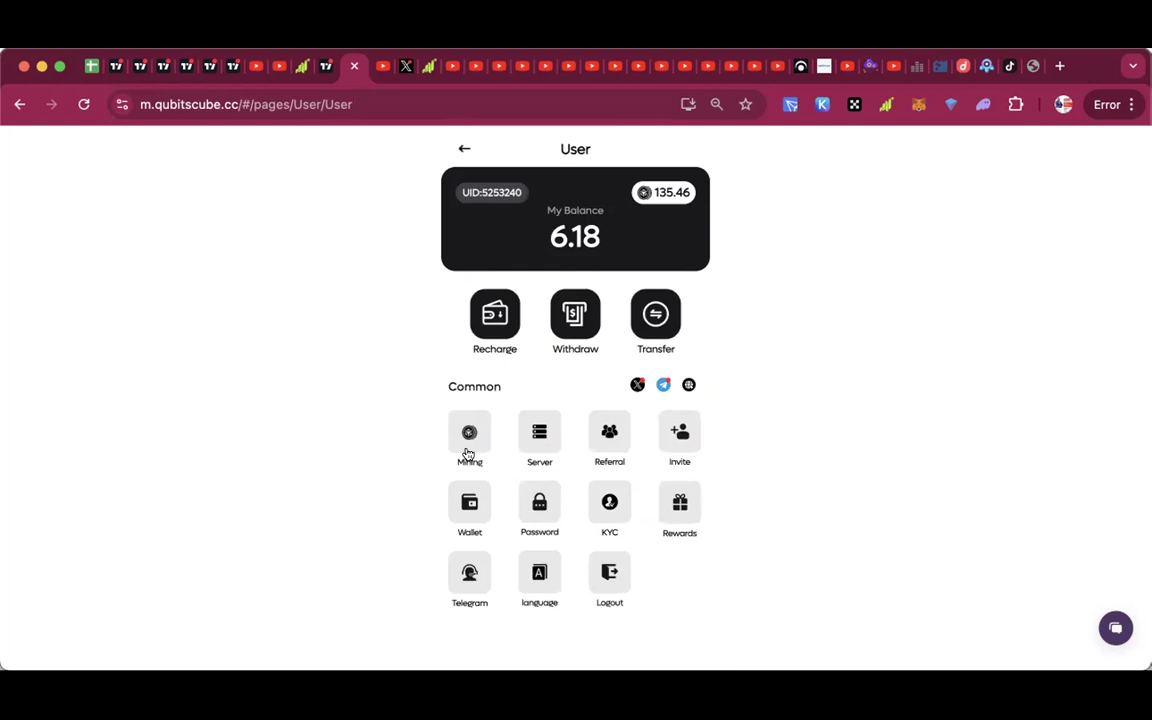 m.qubitscube.cc/#/pages/User/User
Error
User
UID:5253240
135.46
My Balance
6.18
Recharge
Withdraw
Transfer
Common
Mining
Server
Referral
Invite
Wallet
Password
KYC
Rewards
Telegram
language
Logout